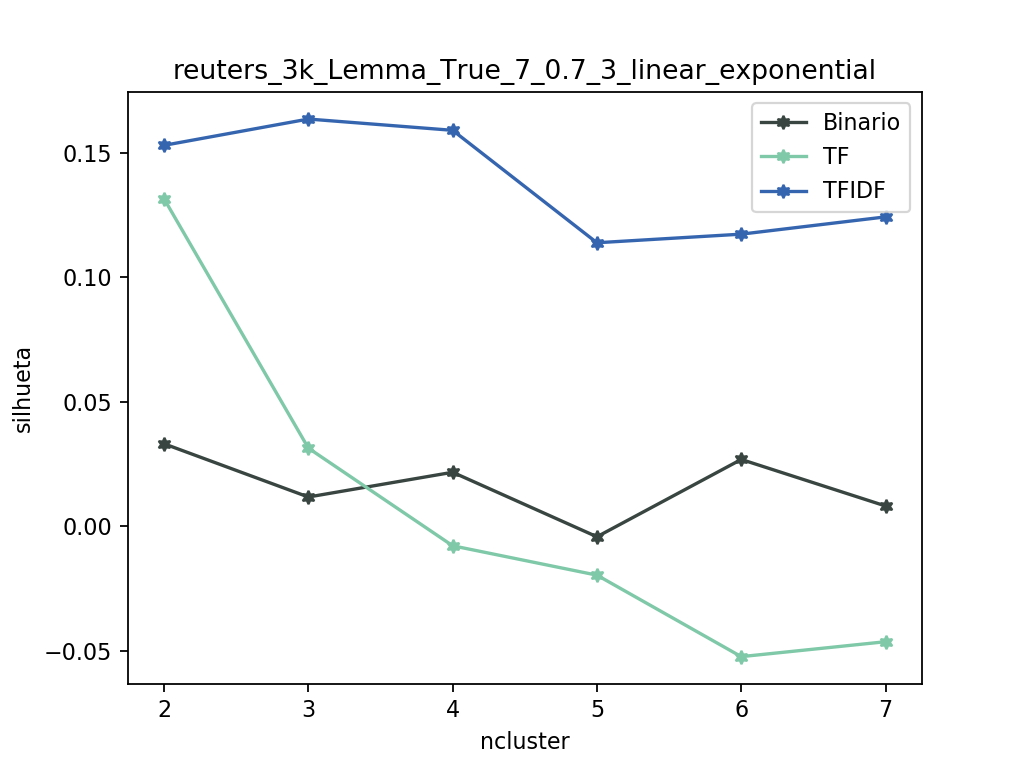 reuters_3k_Lemma_True_7_0.7_3_linear_exponential
Binario
TF
TFIDF
silhueta
0.15
0.10
0.05
0.00
−0.05
2 3 4 5 6 7
ncluster